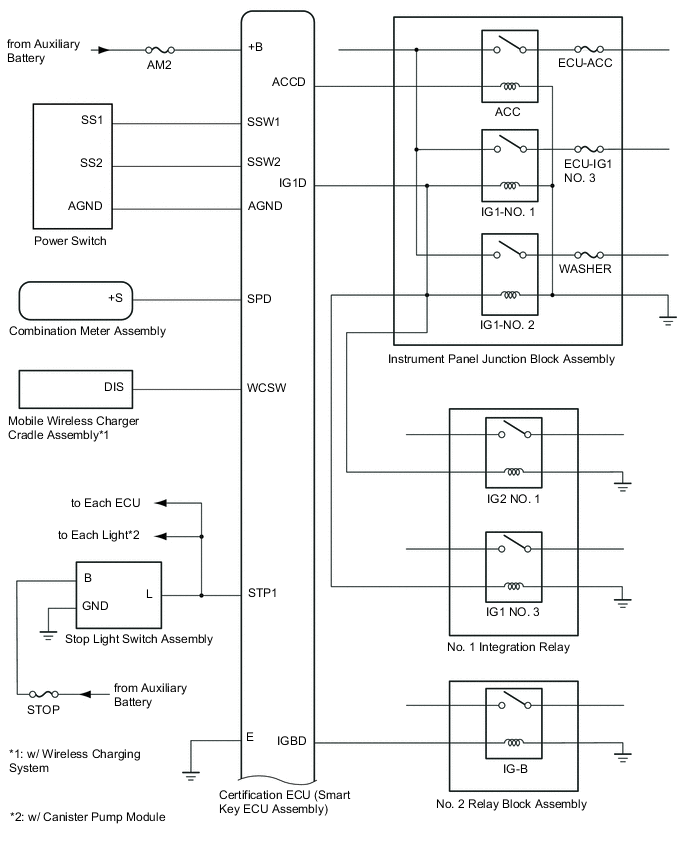 from Auxiliary
Battery
AM2
+B
ACCD
ECU-ACC
ACC
SS1
SSW1
SS2
SSW2
ECU-IG1
NO. 3
IG1D
AGND
AGND
IG1-NO. 1
Power Switch
WASHER
+S
SPD
IG1-NO. 2
Combination Meter Assembly
Instrument Panel Junction Block Assembly
DIS
WCSW
Mobile Wireless Charger
Cradle Assembly*1
IG2 NO. 1
to Each ECU
to Each Light*2
B
L
STP1
GND
IG1 NO. 3
Stop Light Switch Assembly
No. 1 Integration Relay
from Auxiliary
Battery
STOP
E
IGBD
*1: w/ Wireless Charging
System
IG-B
Certification ECU (Smart
Key ECU Assembly)
No. 2 Relay Block Assembly
*2: w/ Canister Pump Module